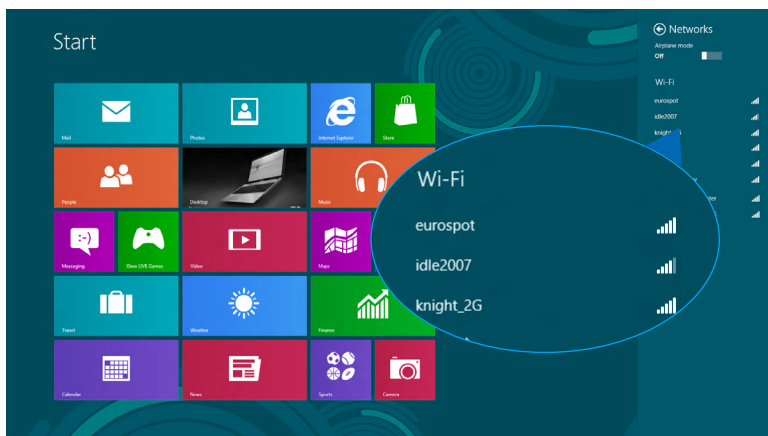 Start
Mail
Photos
Internet Explorer
Store
People
Desktop
Music
Messaging
Xbox LIVE Games
Video
Maps
Travel
Weather
Finance
Calendar
News
Sports
Camera
Networks
Airplane mode
Off
Wi-Fi
eurospot
idle2007
Wi-Fi
eurospot
idle2007
knight_2G